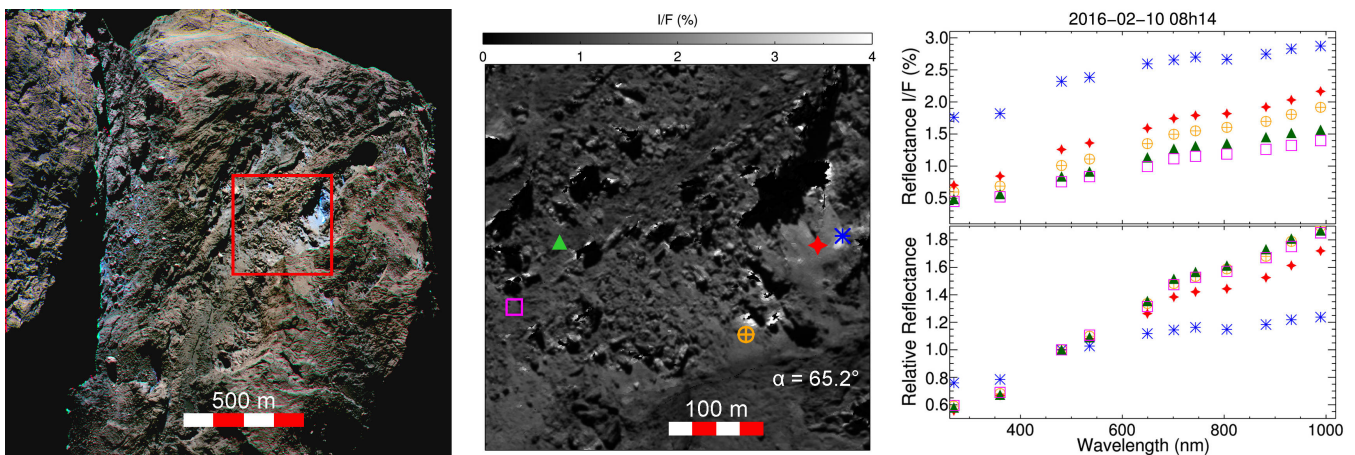 500 m
I/F (%)
0 1 2 3 4
α = 65.2°
100 m
2016-02-10 08h14
Reflectance I/F (%)
3.0
2.5
2.0
1.5
1.0
0.5
Relative Reflectance
1.8
1.6
1.4
1.2
1.0
0.8
0.6
400 600 800 1000
Wavelength (nm)